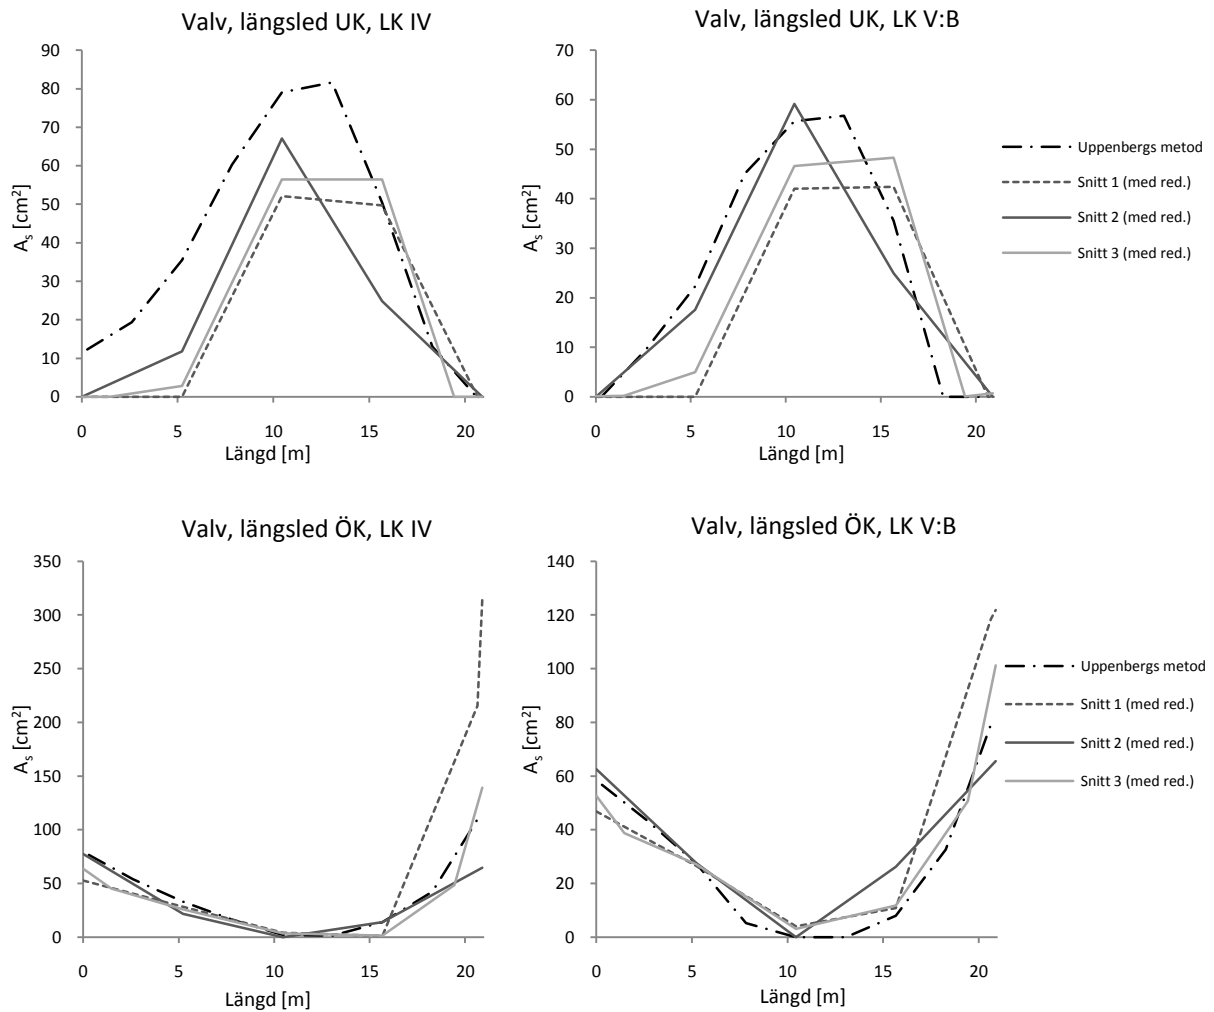 Valv, längsled UK, LK IV
90
80
70
60
50
40
30
20
10
0
A_s [cm²]
0 5 10 15 20
Längd [m]
Valv, längsled UK, LK V:B
70
60
50
40
30
20
10
0
A_s [cm²]
0 5 10 15 20
Längd [m]
Uppenbergs metod
Snitt 1 (med red.)
Snitt 2 (med red.)
Snitt 3 (med red.)
Valv, längsled ÖK, LK IV
350
300
250
200
150
100
50
0
A_s [cm²]
0 5 10 15 20
Längd [m]
Valv, längsled ÖK, LK V:B
140
120
100
80
60
40
20
0
A_s [cm²]
0 5 10 15 20
Längd [m]
Uppenbergs metod
Snitt 1 (med red.)
Snitt 2 (med red.)
Snitt 3 (med red.)